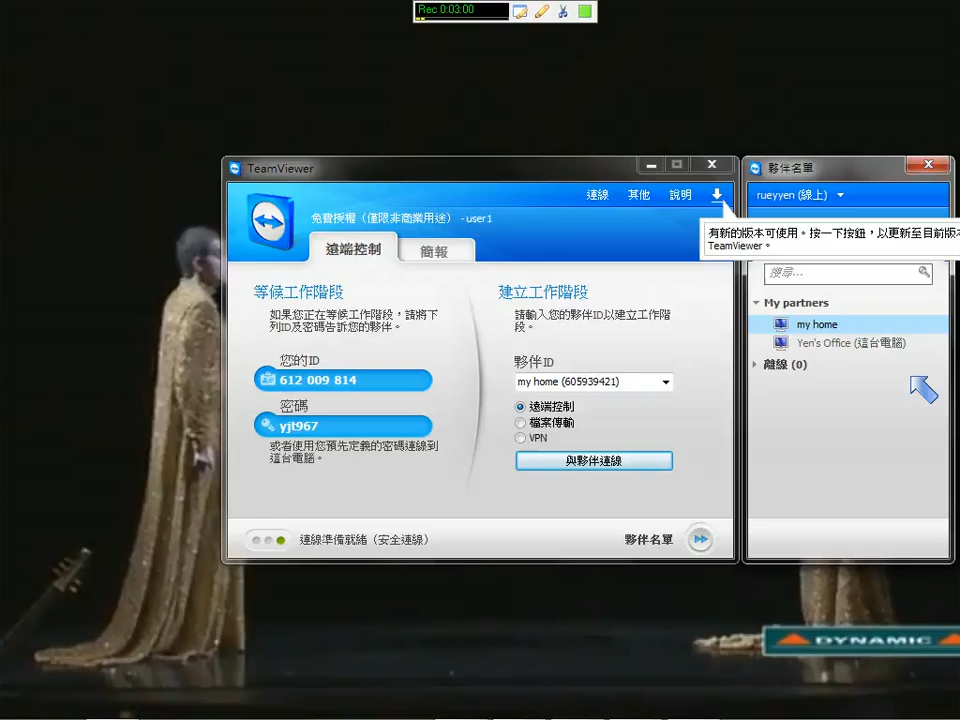 Rec 0:03:00
TeamViewer
連線 其他 說明
免費授權（僅限非商業用途） - user1
遠端控制
簡報
等候工作階段
如果您正在等候工作階段，請將下
列ID及密碼告訴您的夥伴。
您的ID
612 009 814
密碼
yjt967
或者使用您預先定義的密碼連線到
這台電腦。
建立工作階段
請輸入您的夥伴ID以建立工作階
段。
夥伴ID
my home (605939421)
遠端控制
檔案傳輸
VPN
與夥伴連線
連線準備就緒（安全連線）
夥伴名單
夥伴名單
rueyyen (線上)
有新的版本可使用。按一下按鈕，以更新至目前版本
TeamViewer。
搜尋...
My partners
my home
Yen's Office (這台電腦)
離線 (0)
DYNAMIC